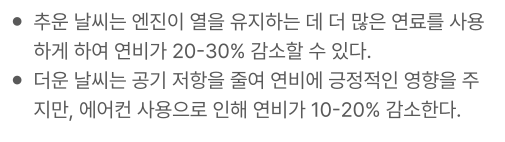 • 추운 날씨는 엔진이 열을 유지하는 데 더 많은 연료를 사용
하게 하여 연비가 20-30% 감소할 수 있다.
• 더운 날씨는 공기 저항을 줄여 연비에 긍정적인 영향을 주
지만, 에어컨 사용으로 인해 연비가 10-20% 감소한다.